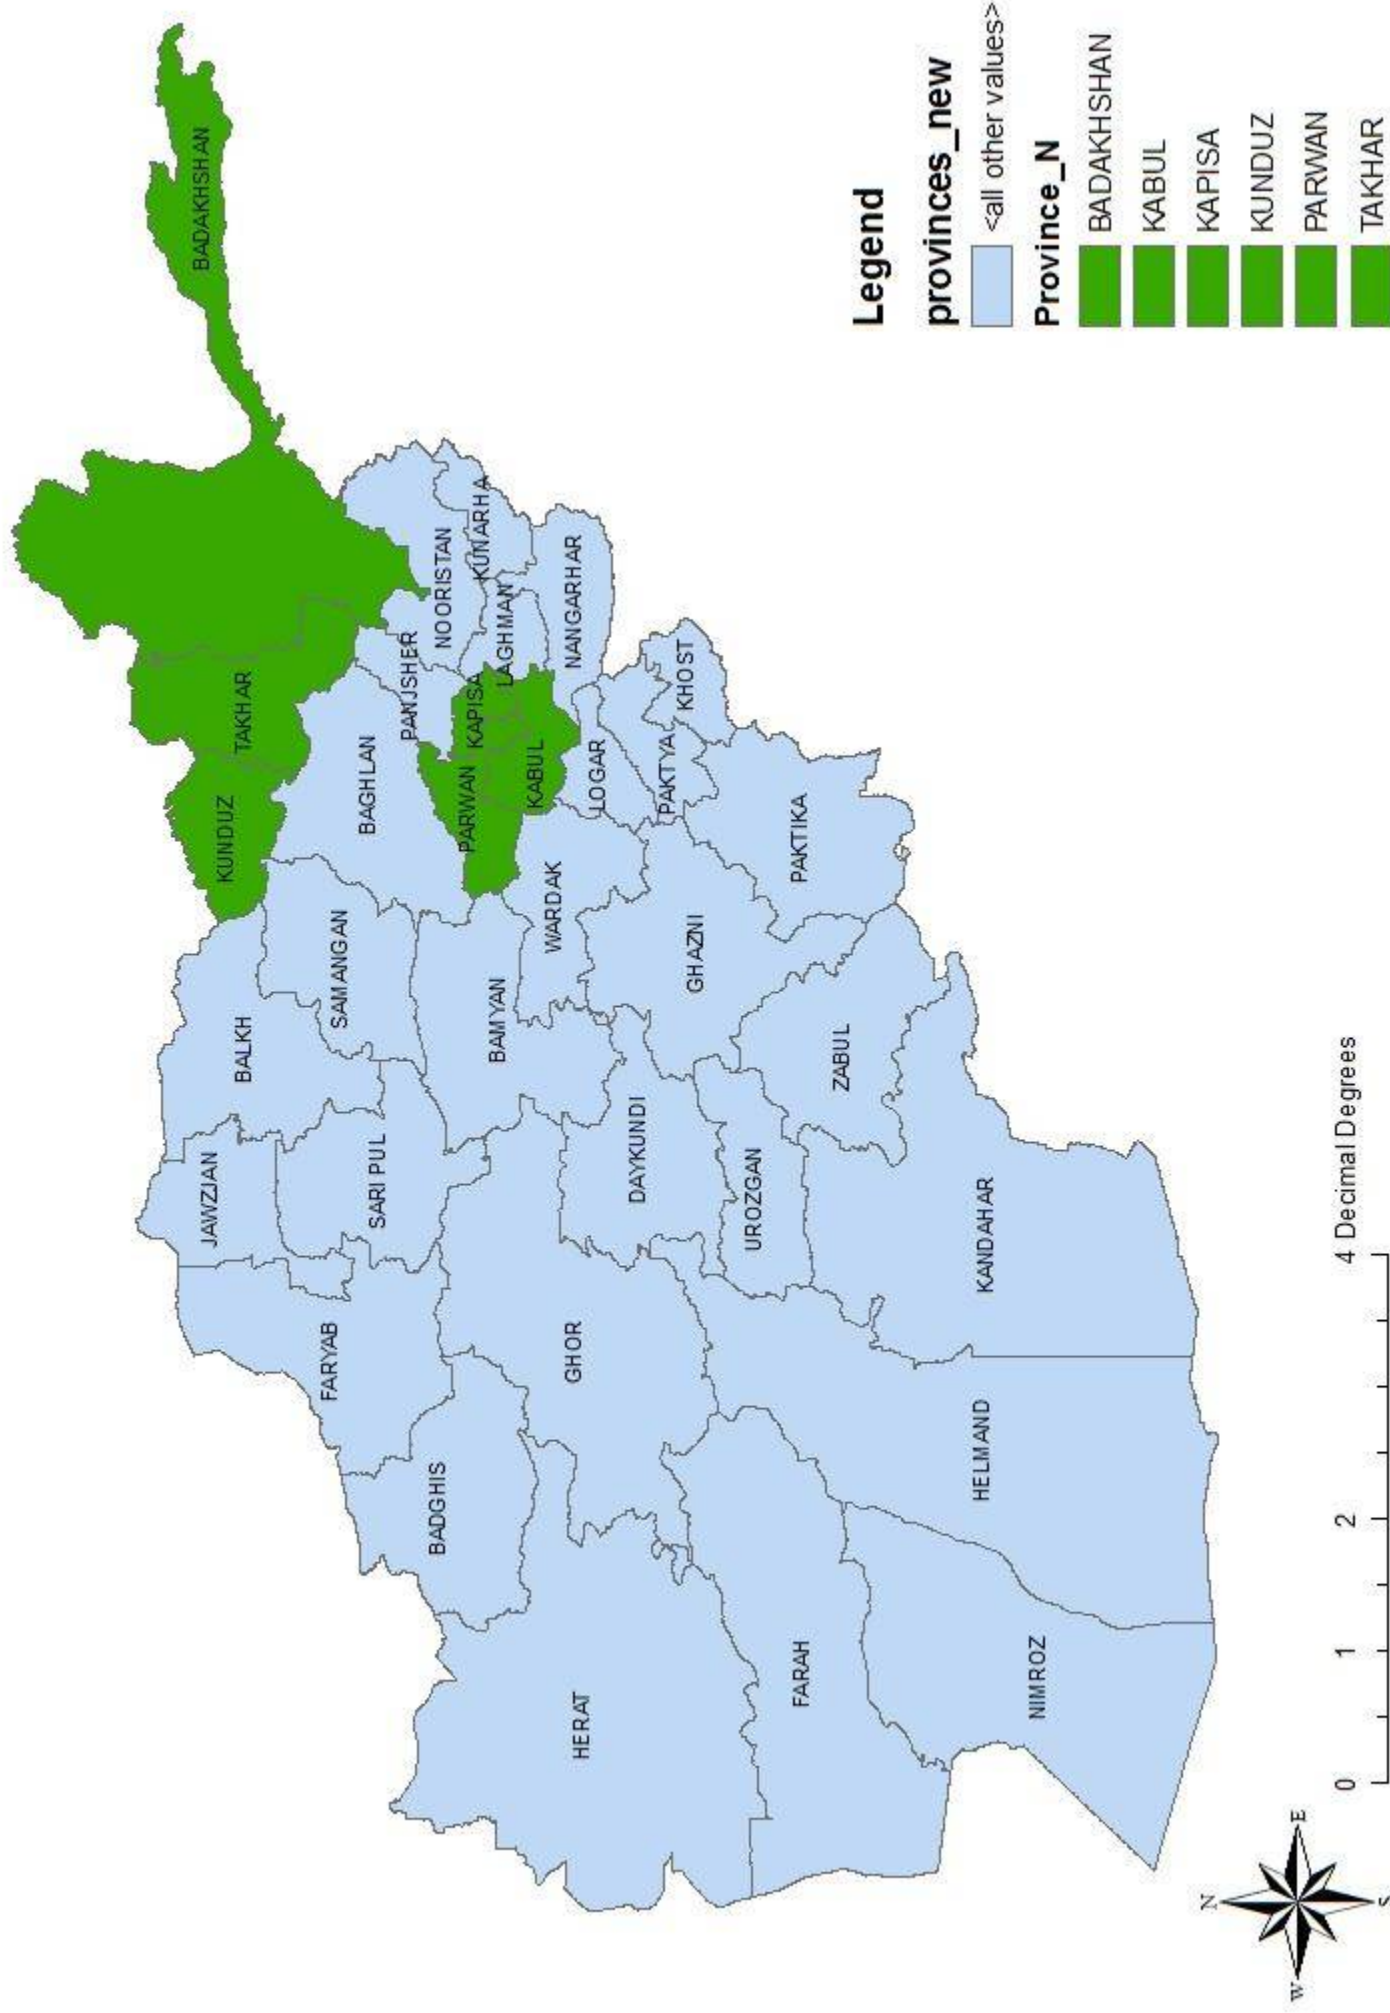 BADAKHSHAN
TAKHAR
KUNDUZ
JAWZJAN
BALKH
SAMANGAN
BAGHLAN
PANJSHER
NOORISTAN
KUNARHA
FARYAB
SARI PUL
PARWAN
KAPISA
LAGHMAN
BADGHIS
BAMYAN
KABUL
NANGARHAR
HERAT
GHOR
WARDAK
LOGAR
DAYKUNDI
GHAZNI
PAKTYA
KHOST
UROZGAN
PAKTIKA
FARAH
ZABUL
HELMAND
KANDAHAR
NIMROZ
Legend
provinces_new
<all other values>
Province_N
BADAKHSHAN
KABUL
KAPISA
KUNDUZ
PARWAN
TAKHAR
N
W E
S
0 1 2 4 Decimal Degrees